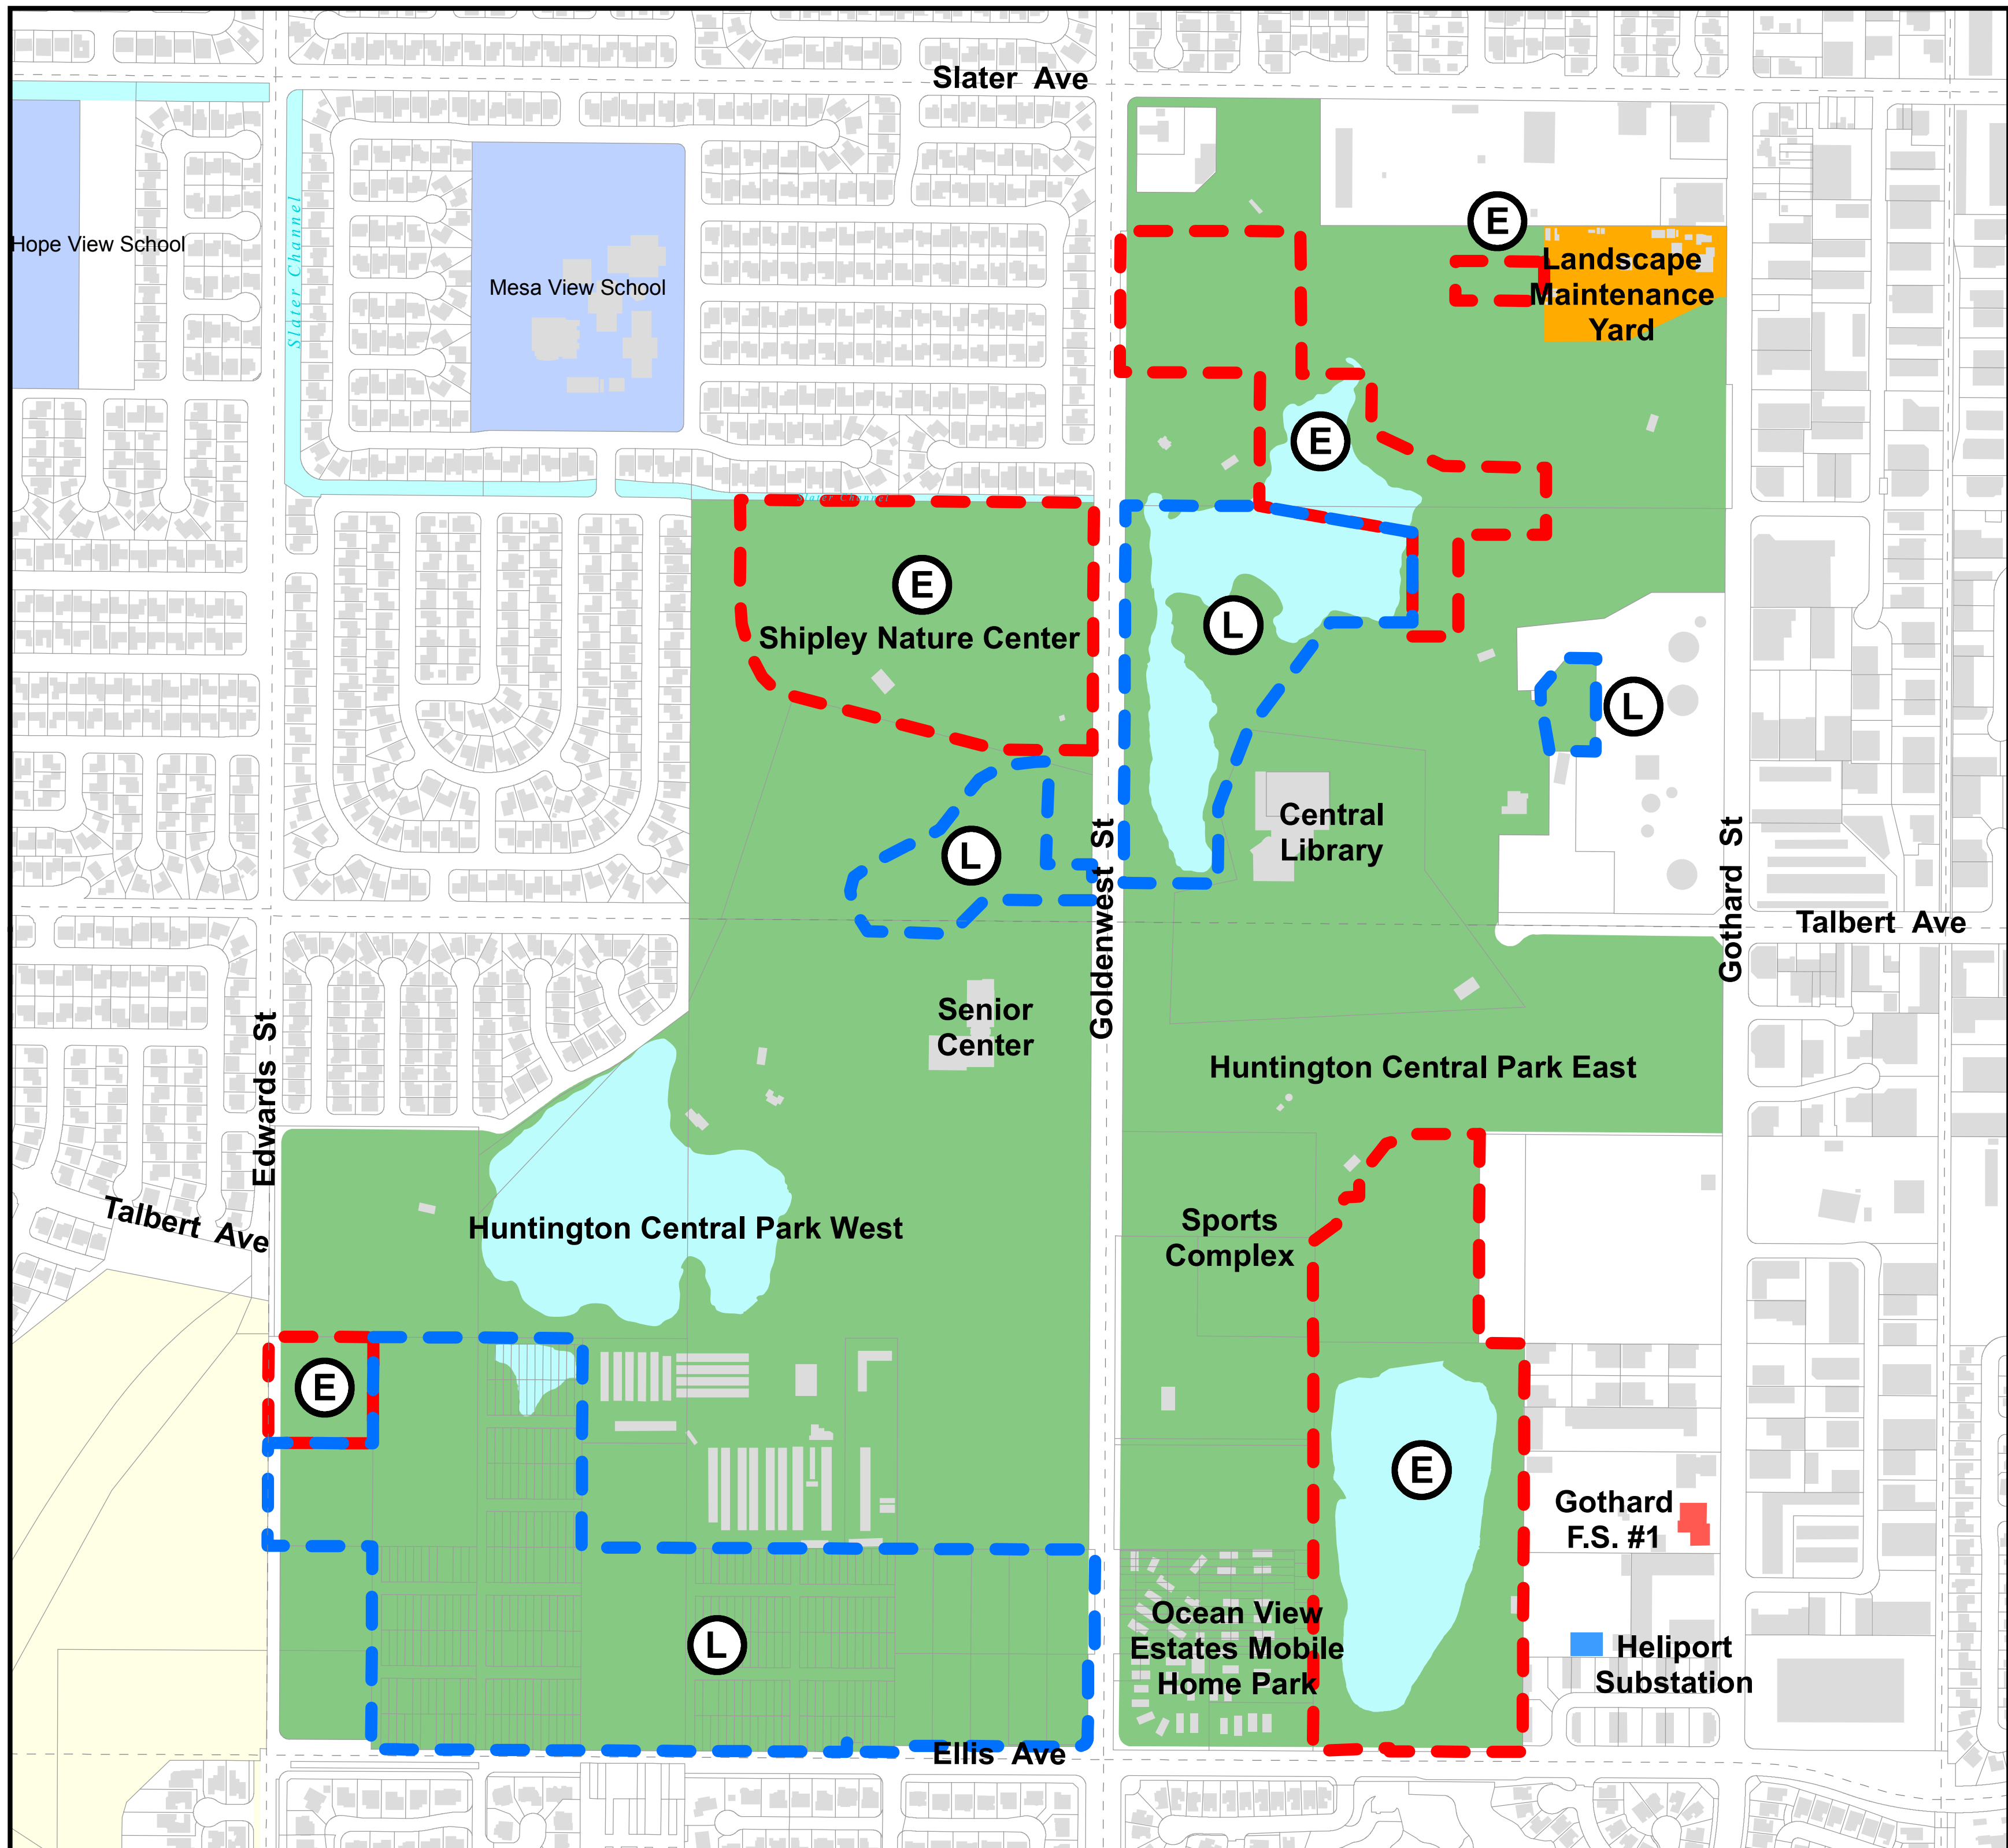 Slater Ave
E
Hope View School
Slater Channel
Mesa View School
Landscape
Maintenance
Yard
E
Slater Channel
E
Shipley Nature Center
L
L
Central
Library
L
Goldenwest St
Gothard St
Talbert Ave
Senior
Center
Edwards St
Huntington Central Park East
Talbert Ave
Huntington Central Park West
Sports
Complex
E
E
Gothard
F.S. #1
L
Ocean View
Estates Mobile
Home Park
Heliport
Substation
Ellis Ave